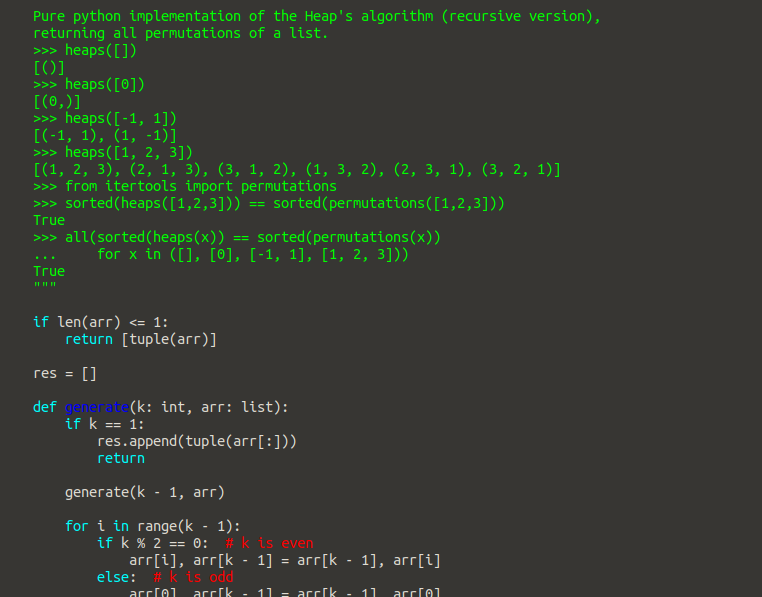 Pure python implementation of the Heap's algorithm (recursive version),
returning all permutations of a list.
>>> heaps([])
[()]
>>> heaps([0])
[(0,)]
>>> heaps([-1, 1])
[(-1, 1), (1, -1)]
>>> heaps([1, 2, 3])
[(1, 2, 3), (2, 1, 3), (3, 1, 2), (1, 3, 2), (2, 3, 1), (3, 2, 1)]
>>> from itertools import permutations
>>> sorted(heaps([1,2,3])) == sorted(permutations([1,2,3]))
True
>>> all(sorted(heaps(x)) == sorted(permutations(x))
...     for x in ([], [0], [-1, 1], [1, 2, 3]))
True
"""
if len(arr) <= 1:
    return [tuple(arr)]
res = []
def generate(k: int, arr: list):
    if k == 1:
        res.append(tuple(arr[:]))
        return
    generate(k - 1, arr)
    for i in range(k - 1):
        if k % 2 == 0:  # k is even
            arr[i], arr[k - 1] = arr[k - 1], arr[i]
        else:  # k is odd
            arr[0], arr[k - 1] = arr[k - 1], arr[0]